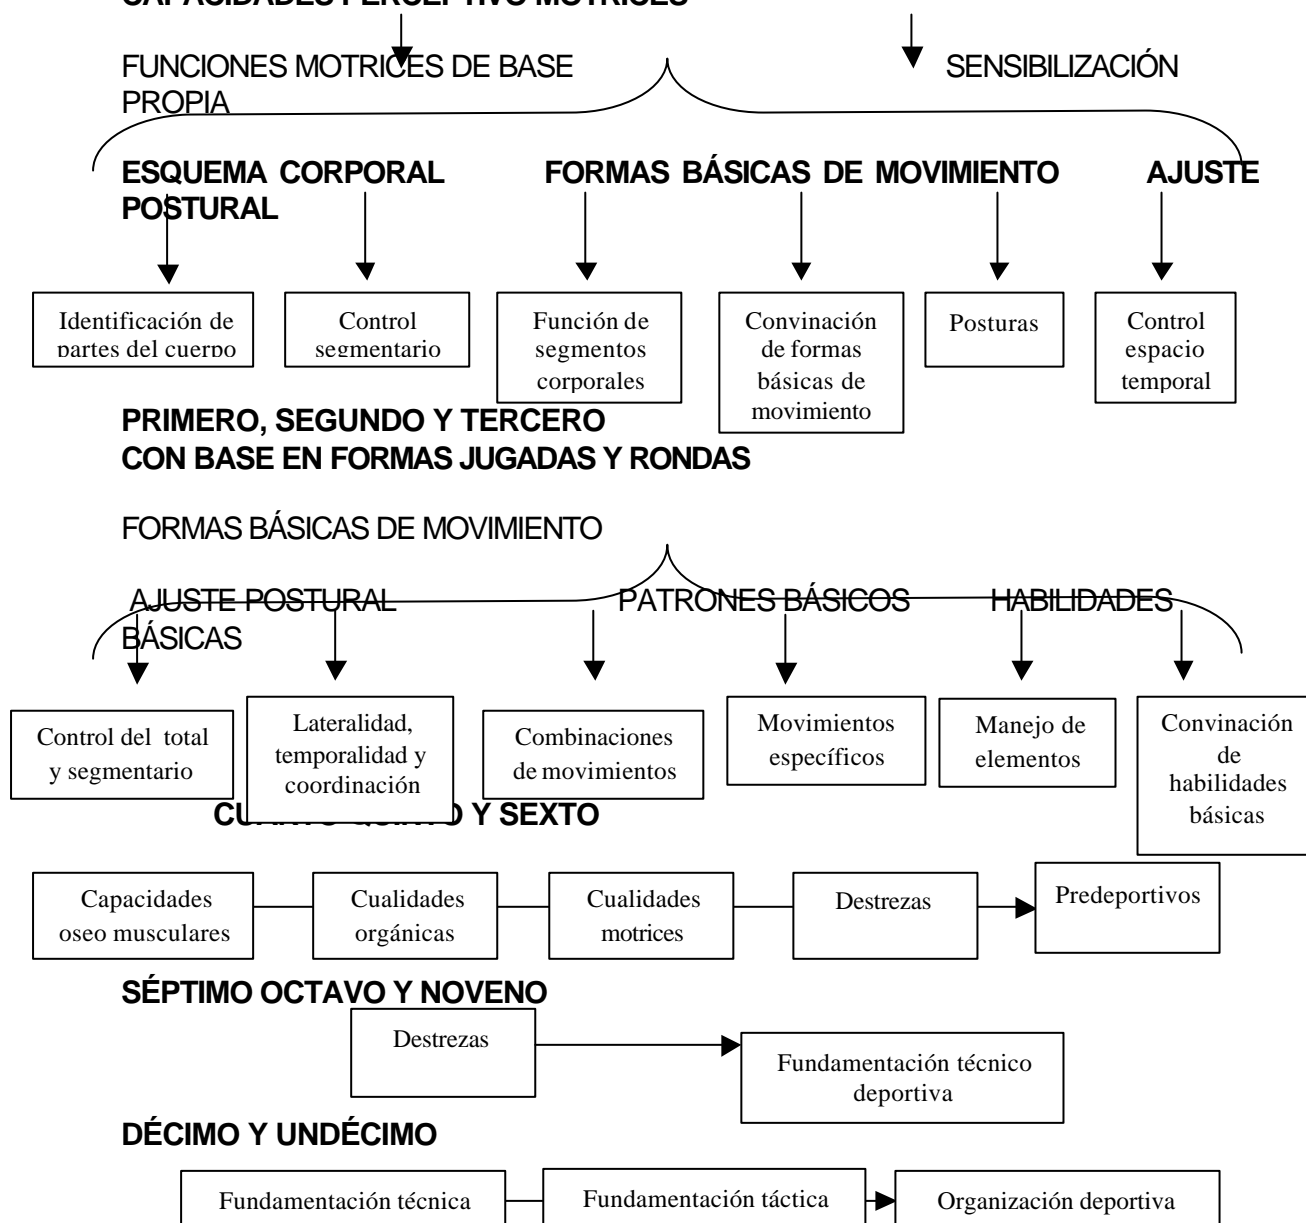 CAPACIDADES PERCEPTIVO MOTRICES
FUNCIONES MOTRICES DE BASE SENSIBILIZACIÓN
PROPIA
ESQUEMA CORPORAL FORMAS BÁSICAS DE MOVIMIENTO AJUSTE
POSTURAL
Identificación de
partes del cuerpo
Control
segmentario
Función de
segmentos
corporales
Convinación
de formas
básicas de
movimiento
Posturas
Control
espacio
temporal
PRIMERO, SEGUNDO Y TERCERO
CON BASE EN FORMAS JUGADAS Y RONDAS
FORMAS BÁSICAS DE MOVIMIENTO
AJUSTE POSTURAL PATRONES BÁSICOS HABILIDADES
BÁSICAS
Control del total
y segmentario
Lateralidad,
temporalidad y
coordinación
Combinaciones
de movimientos
Movimientos
específicos
Manejo de
elementos
Convinación
de
habilidades
básicas
Y SEXTO
Capacidades
oseo musculares
Cualidades
orgánicas
Cualidades
motrices
Destrezas
Predeportivos
SÉPTIMO OCTAVO Y NOVENO
Destrezas
Fundamentación técnico
deportiva
DÉCIMO Y UNDÉCIMO
Fundamentación técnica
Fundamentación táctica
Organización deportiva